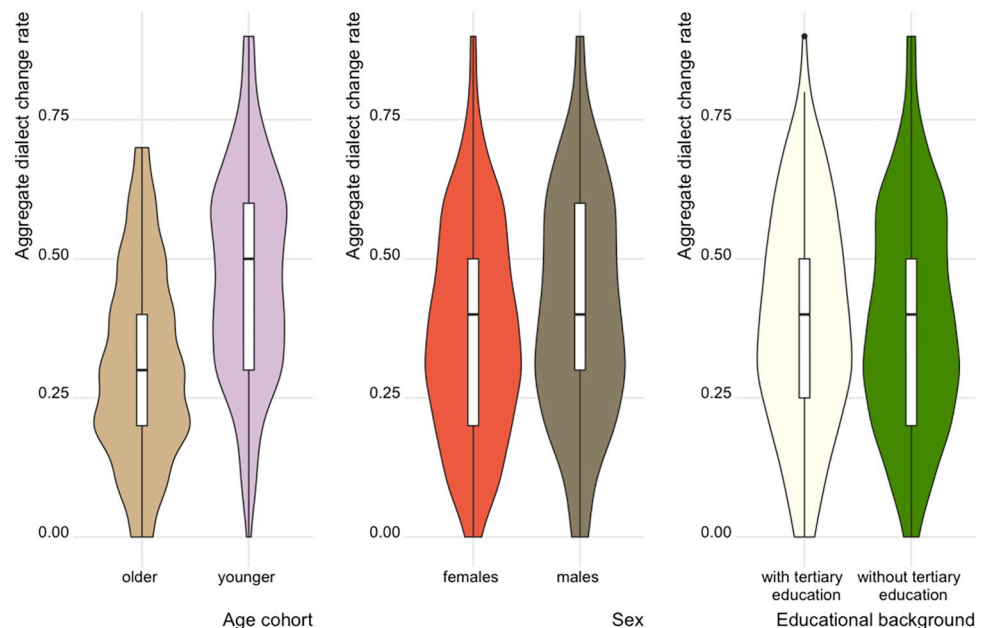 Aggregate dialect change rate
0.75
0.50
0.25
0.00
older
younger
Age cohort
Aggregate dialect change rate
0.75
0.50
0.25
0.00
females
males
Sex
Aggregate dialect change rate
0.75
0.50
0.25
0.00
with tertiary
education
without tertiary
education
Educational background